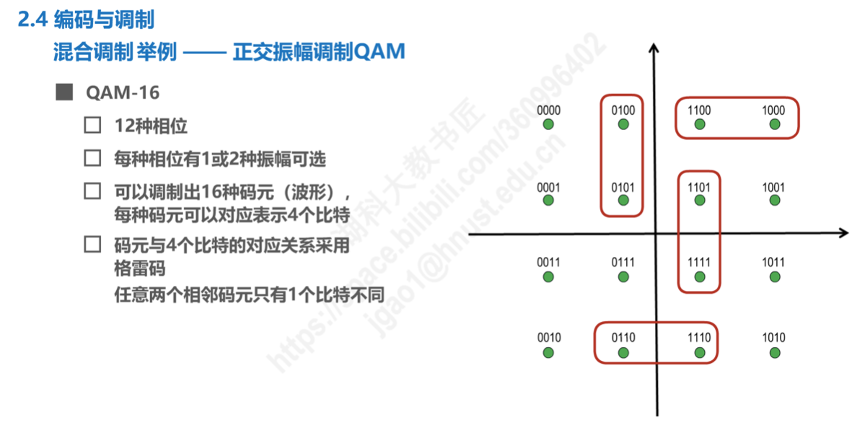 2.4 编码与调制
混合调制 举例 —— 正交振幅调制QAM
QAM-16
12种相位
每种相位有1或2种振幅可选
可以调制出16种码元（波形），
每种码元可以对应表示4个比特
码元与4个比特的对应关系采用
格雷码
任意两个相邻码元只有1个比特不同
0000 0100 1100 1000
0001 0101 1101 1001
0011 0111 1111 1011
0010 0110 1110 1010
湖科大教书匠
https://space.bilibili.com/360996402
jgao1@hnust.edu.cn